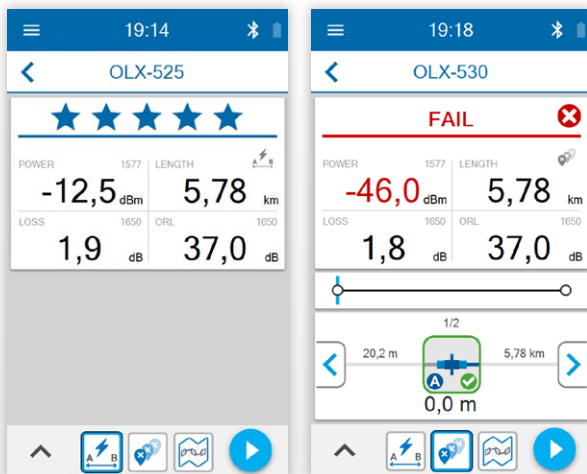 19:14
OLX-525
POWER 1577 LENGTH
A B
-12,5 dBm 5,78 km
LOSS 1650 ORL 1650
1,9 dB 37,0 dB
A B
19:18
OLX-530
FAIL
POWER 1577 LENGTH
-46,0 dBm 5,78 km
LOSS 1650 ORL 1650
1,8 dB 37,0 dB
1/2
20,2 m 5,78 km
A
0,0 m
A B